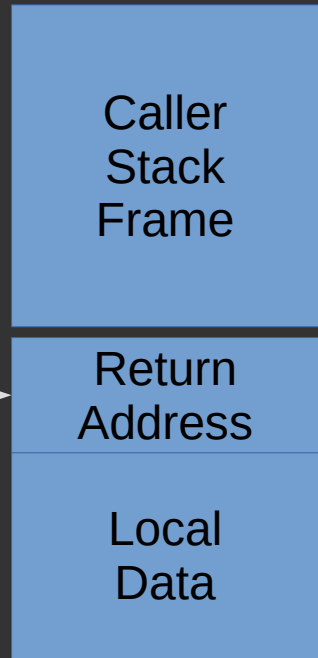 Caller
Stack
Frame
Return
Address
Local
Data